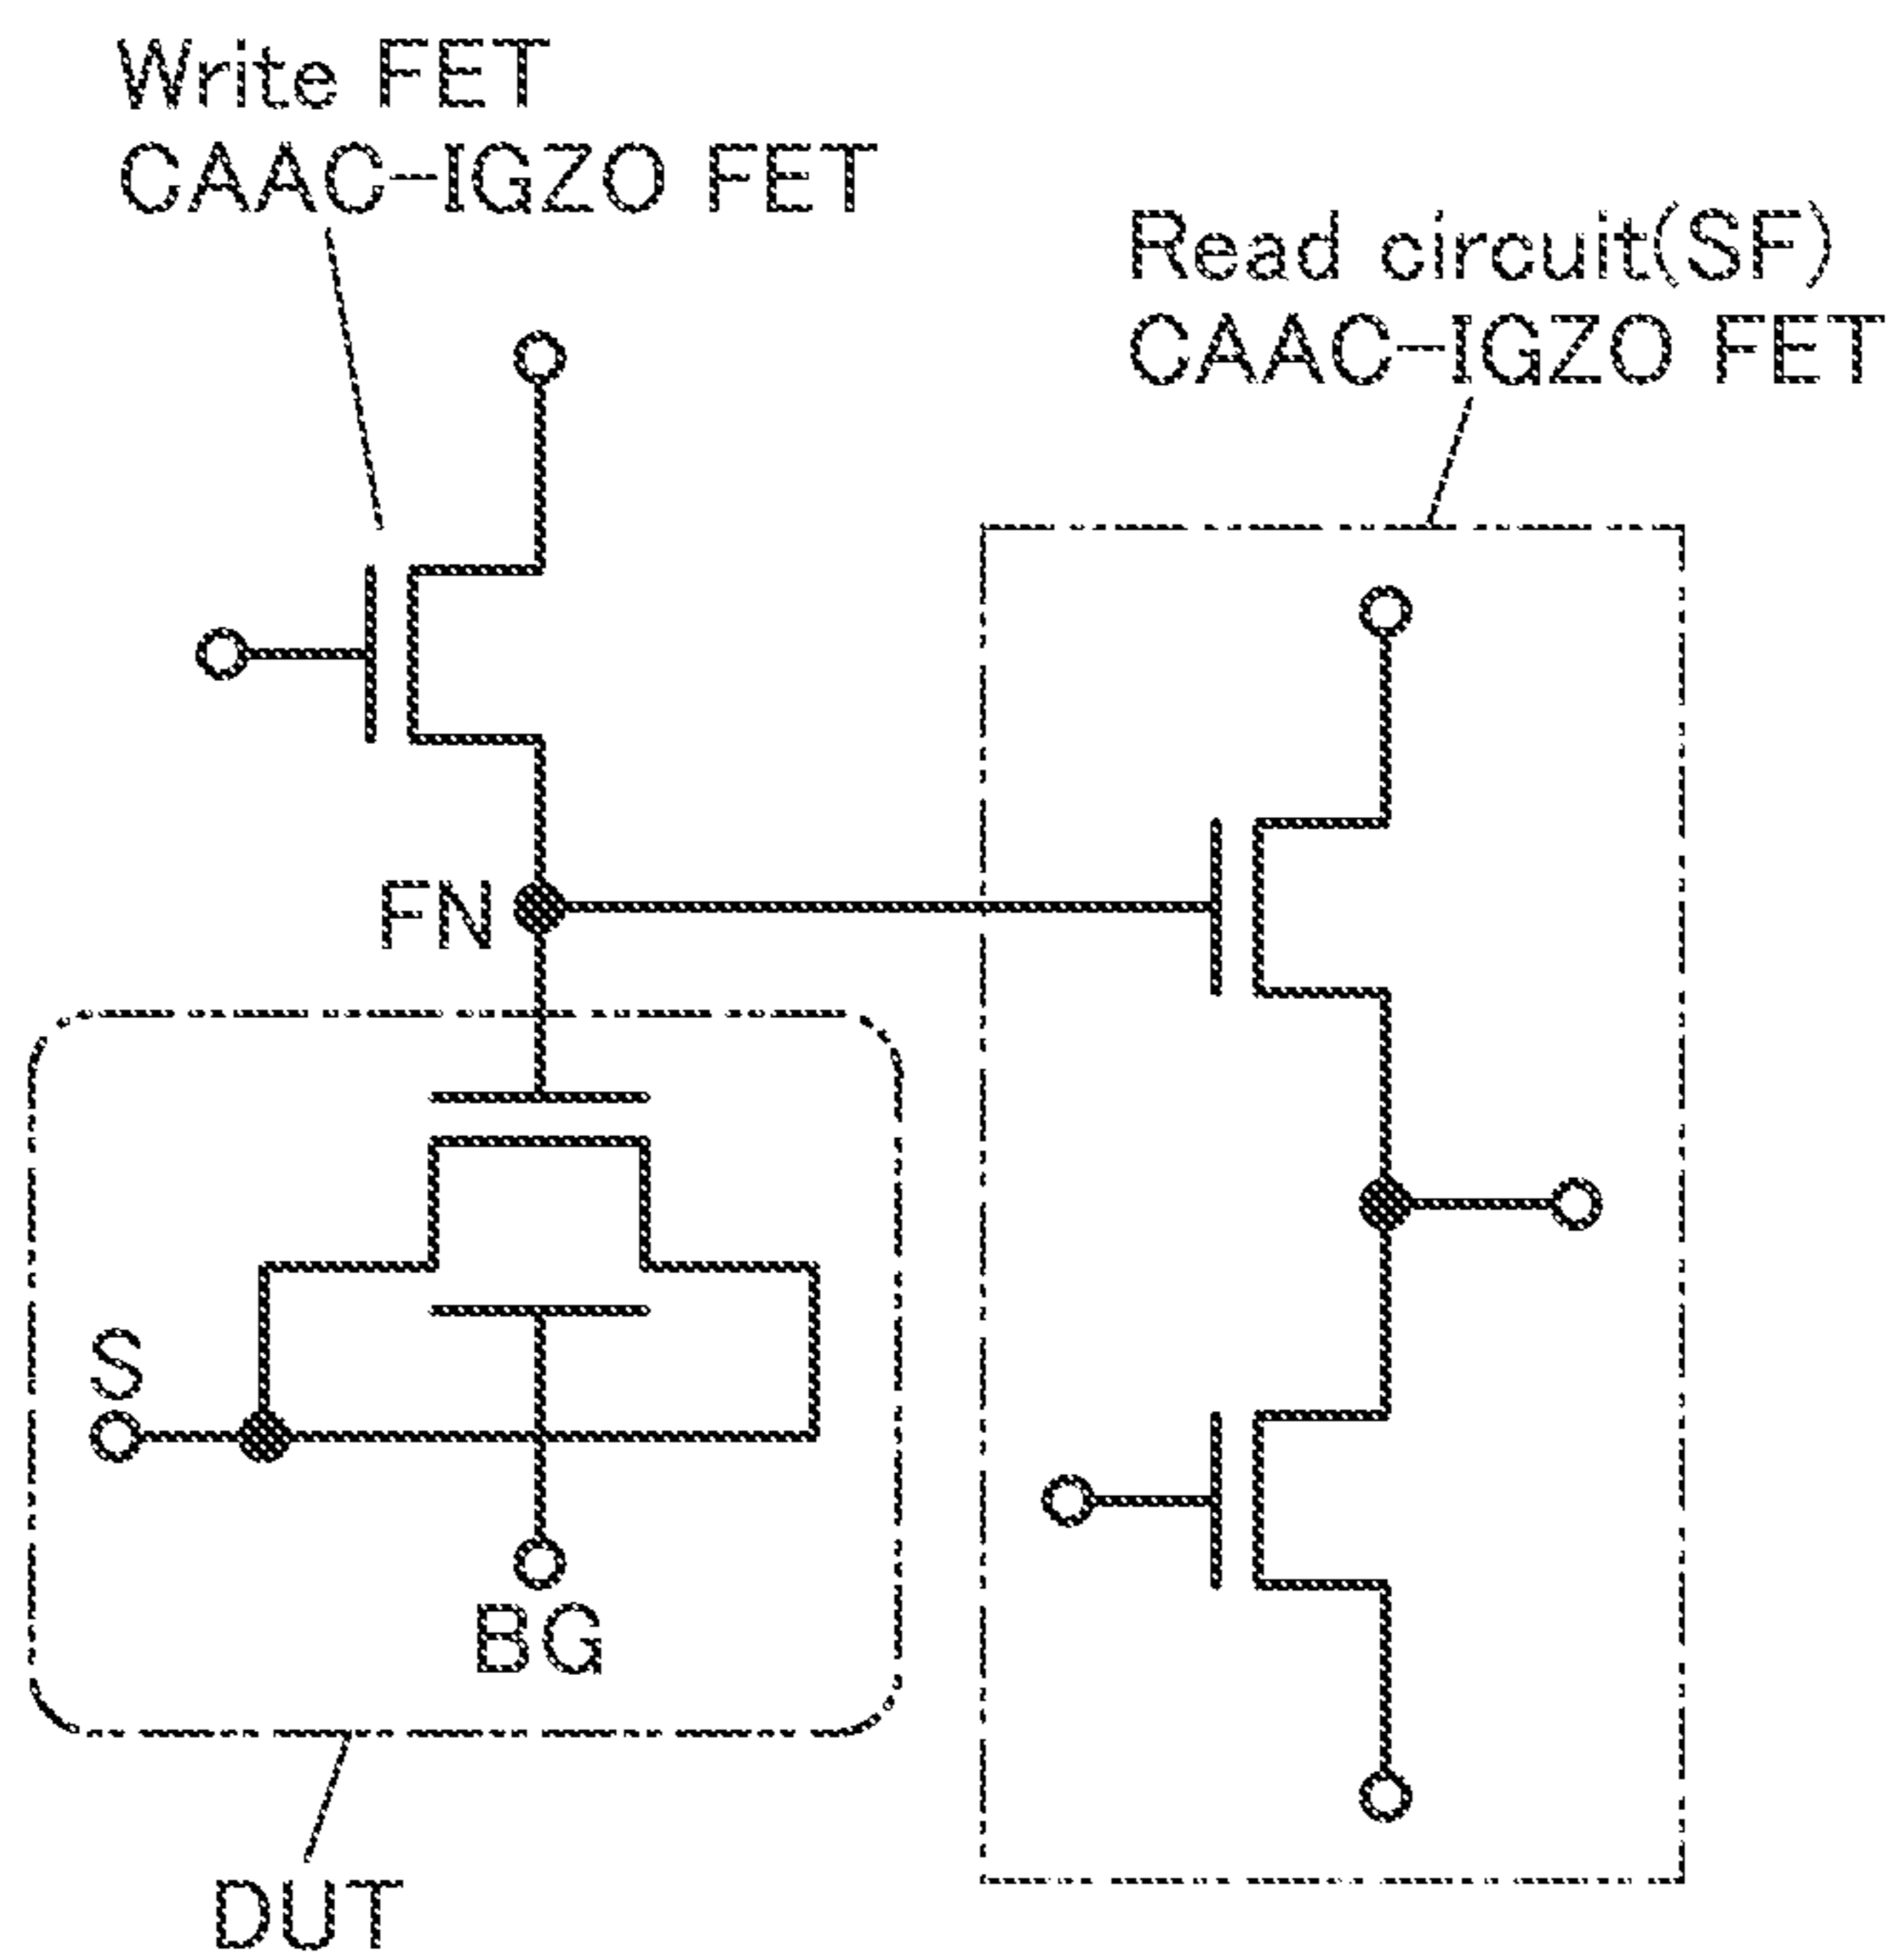 Write FET
CAAC-IGZO FET
Read circuit(SF)
CAAC-IGZO FET
FN
S
BG
DUT